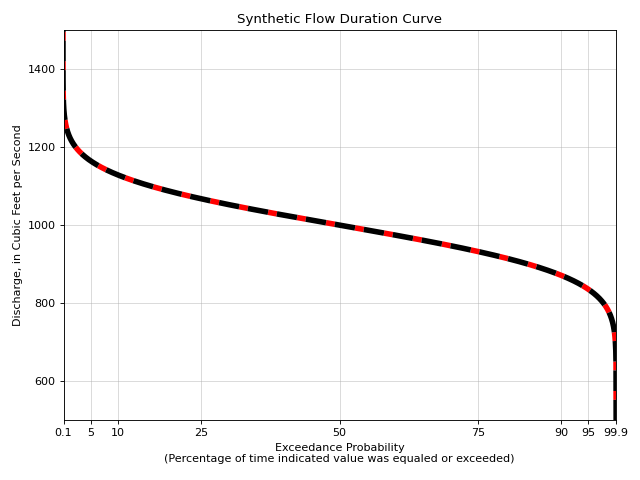 Synthetic Flow Duration Curve
Discharge, in Cubic Feet per Second
1400
1200
1000
800
600
0.1 5 10 25 50 75 90 95 99.9
Exceedance Probability
(Percentage of time indicated value was equaled or exceeded)